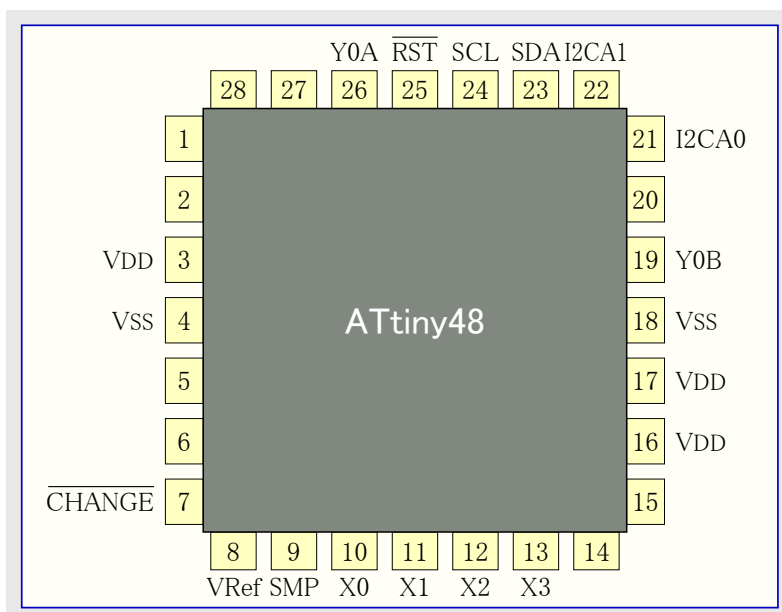 Y0A RST SCL SDA I2CA1
28 27 26 25 24 23 22
1 21 I2CA0
2 20
VDD 3 19 Y0B
VSS 4 ATtiny48 18 VSS
5 17 VDD
6 16 VDD
CHANGE 7 15
8 9 10 11 12 13 14
VRef SMP X0 X1 X2 X3